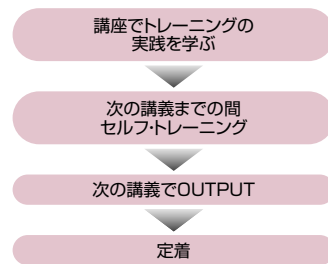 講座でトレーニングの
実践を学ぶ
次の講義までの間
セルフ・トレーニング
次の講義でOUTPUT
定着